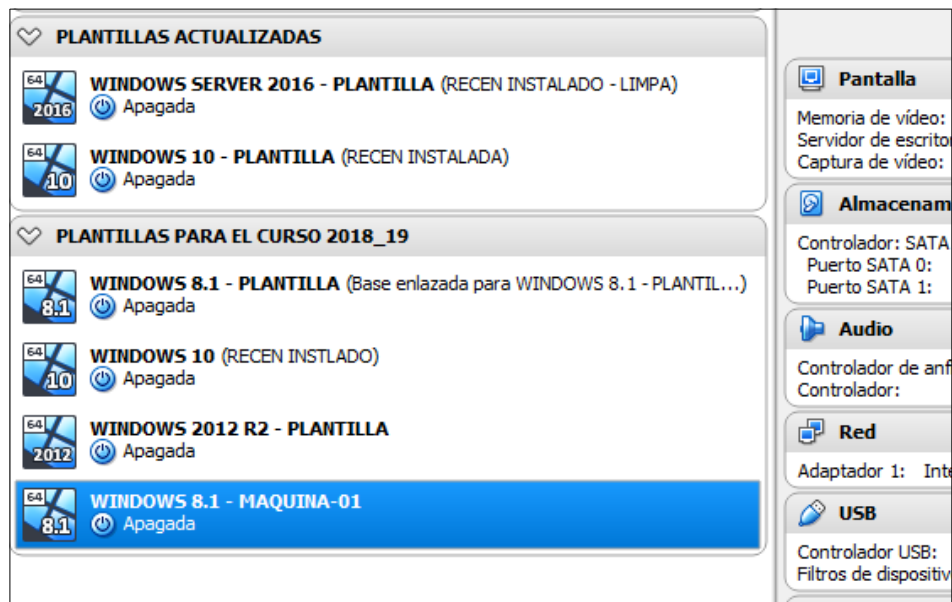 PLANTILLAS ACTUALIZADAS
64
2016
WINDOWS SERVER 2016 - PLANTILLA (RECEN INSTALADO - LIMPA)
Apagada
64
10
WINDOWS 10 - PLANTILLA (RECEN INSTALADA)
Apagada
PLANTILLAS PARA EL CURSO 2018_19
64
8.1
WINDOWS 8.1 - PLANTILLA (Base enlazada para WINDOWS 8.1 - PLANTIL...)
Apagada
64
10
WINDOWS 10 (RECEN INSTLADO)
Apagada
64
2012
WINDOWS 2012 R2 - PLANTILLA
Apagada
64
8.1
WINDOWS 8.1 - MAQUINA-01
Apagada
Pantalla
Memoria de vídeo:
Servidor de escritor
Captura de vídeo:
Almacenam
Controlador: SATA
Puerto SATA 0:
Puerto SATA 1:
Audio
Controlador de anf
Controlador:
Red
Adaptador 1: Inte
USB
Controlador USB:
Filtros de dispositiv